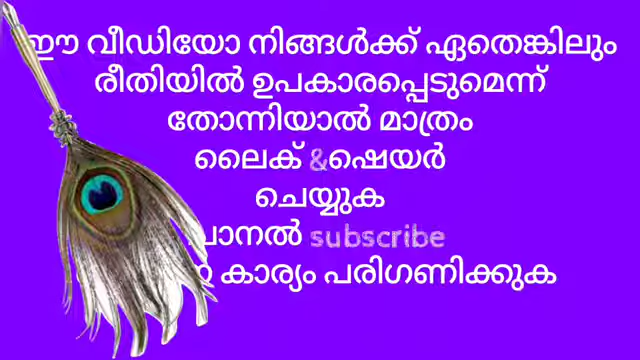 ഈ വീഡിയോ നിങ്ങൾക്ക് ഏതെങ്കിലും
രീതിയിൽ ഉപകാരപ്പെടുമെന്ന്
തോന്നിയാൽ മാത്രം
ലൈക് &ഷെയർ
ചെയ്യുക
subscribe
കാര്യം പരിഗണിക്കുക